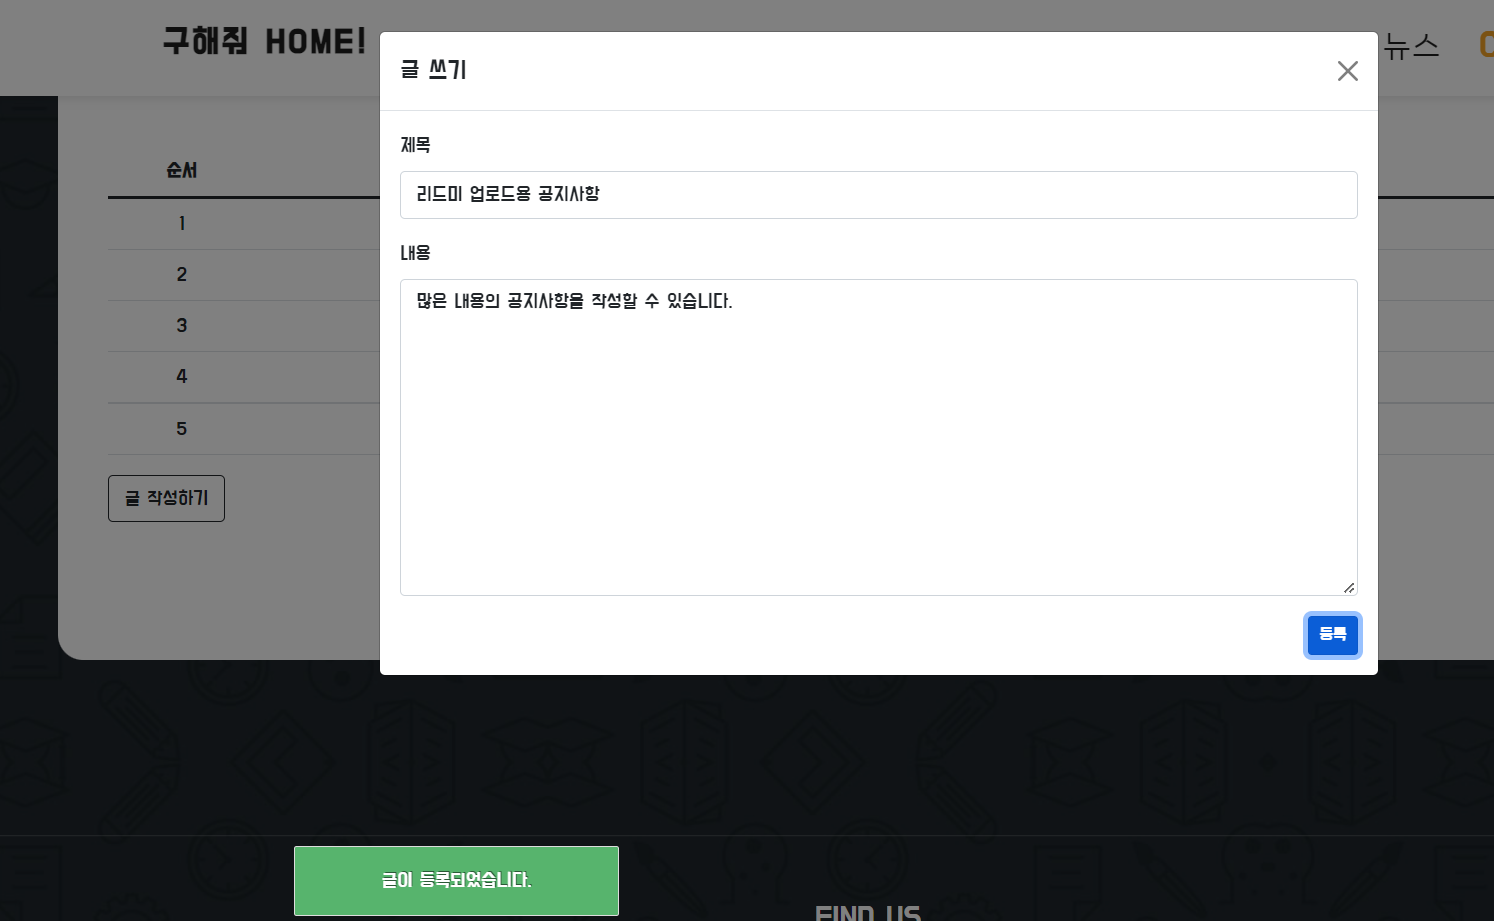 구해줘 HOME!
뉴스
글 쓰기
제목
리드미 업로드용 공지사항
내용
많은 내용의 공지사항을 작성할 수 있습니다.
등록
순서
1
2
3
4
5
글 작성하기
글이 등록되었습니다.
FIND US